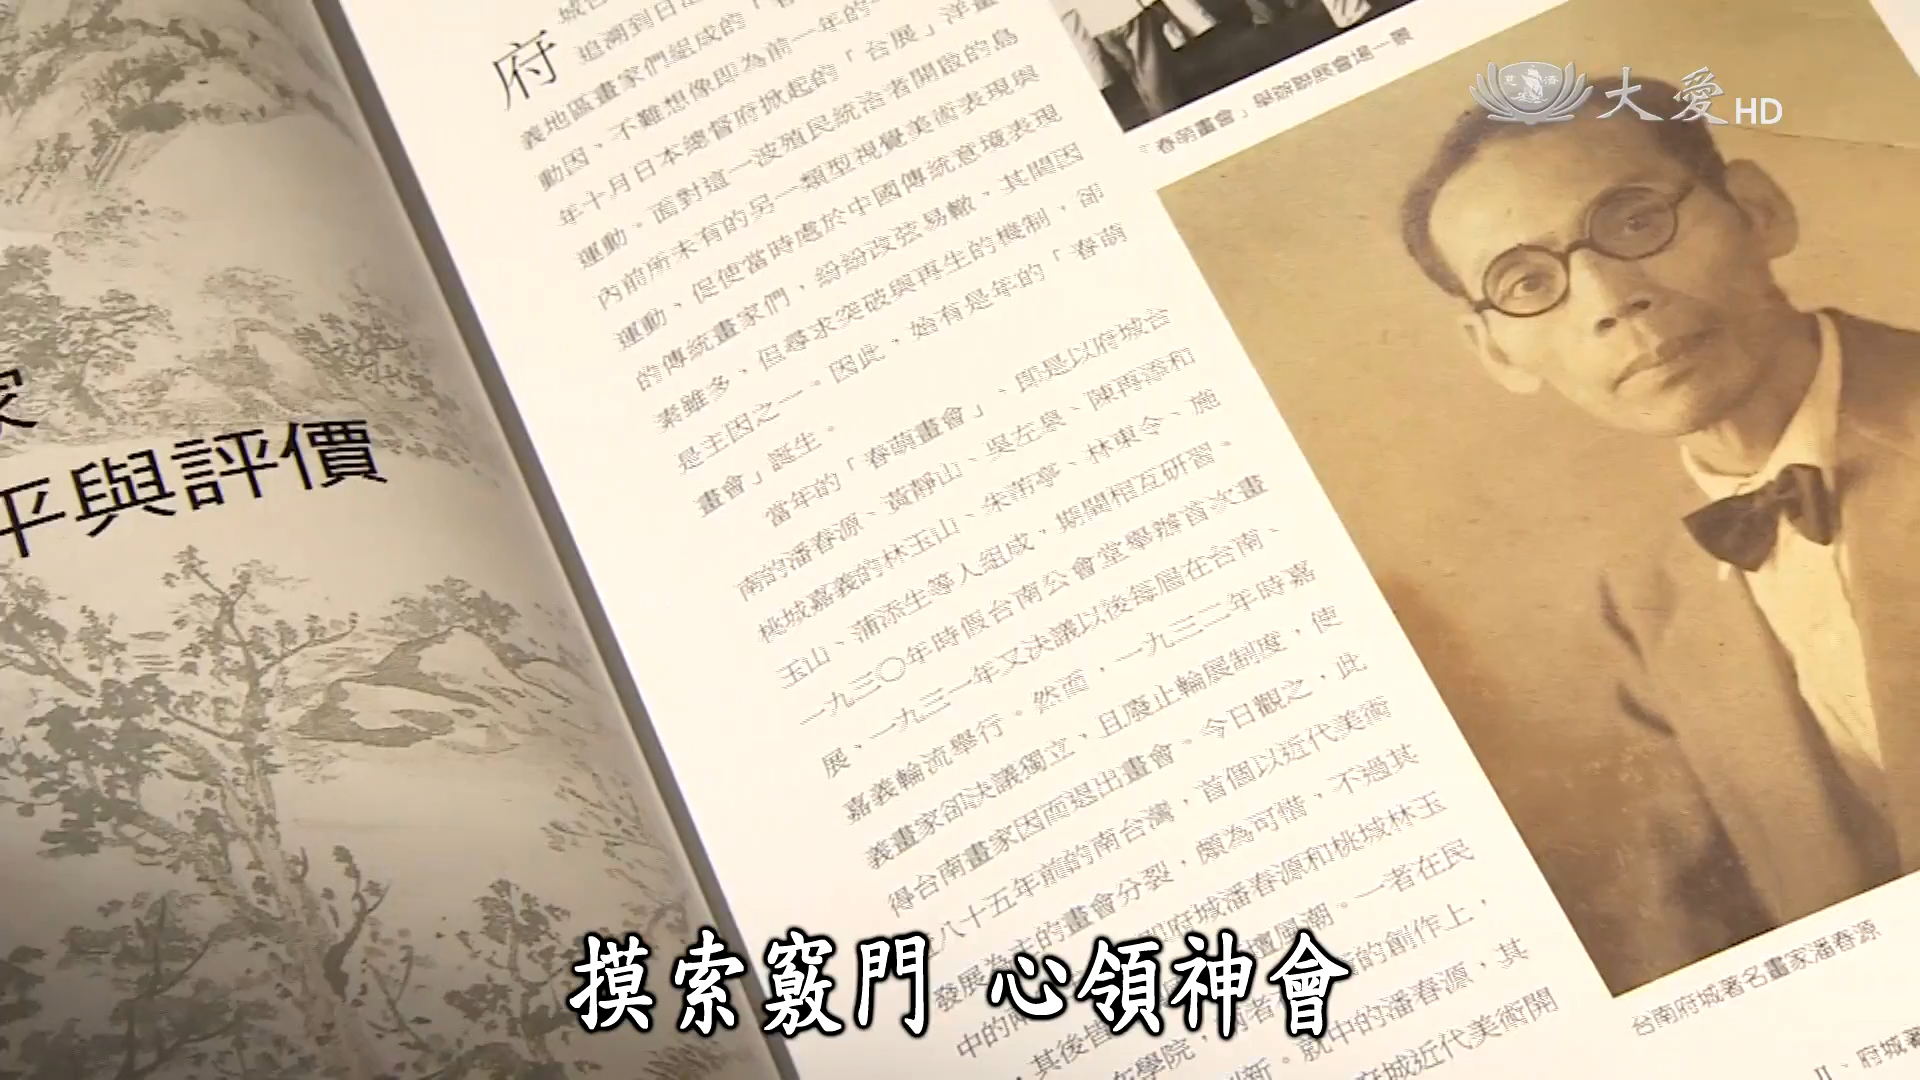 大愛HD
平與評價
府
義地區畫家們組成的「春
動因,不難想像即為前一年的
年十月日本總督府掀起的「台展」洋畫
運動。面對這一波殖民統治者開啟的島
內前所未有的另一類型視覺美術表現與
運動,促使當時處於中國傳統意境表現
的傳統畫家們,紛紛改弦易轍,其間因
素雖多,但尋求突破與再生的機制,卻
是主因之一。因此,始有是年的「春萌
畫會」誕生。
當年的「春萌畫會」、即是以府城台
南的潘春源、黃靜山、吳左泉、陳再添和
桃城嘉義的林玉山、朱芾亭、林東令、施
玉山、蒲添生等人組成,期間相互研習。
一九三〇年時假台南公會堂舉辦首次畫
展,一九三一年又決議以後每屆在台南、
嘉義輪流舉行。然而,一九三二年時嘉
義畫家卻決議獨立,且廢止輪展制度,使
得台南畫家因而退出畫會。今日觀之,此
八十五年前的南台灣,首個以近代美術
發展為主的畫會分裂,頗為可惜,不過其
府城潘春源和桃城林玉
風潮。一者在民
的創作上,
就中的潘春源,其
府城近代美術開
春萌畫會」舉辦聯展會場一景
台南府城著名畫家潘春源
摸索竅門 心領神會